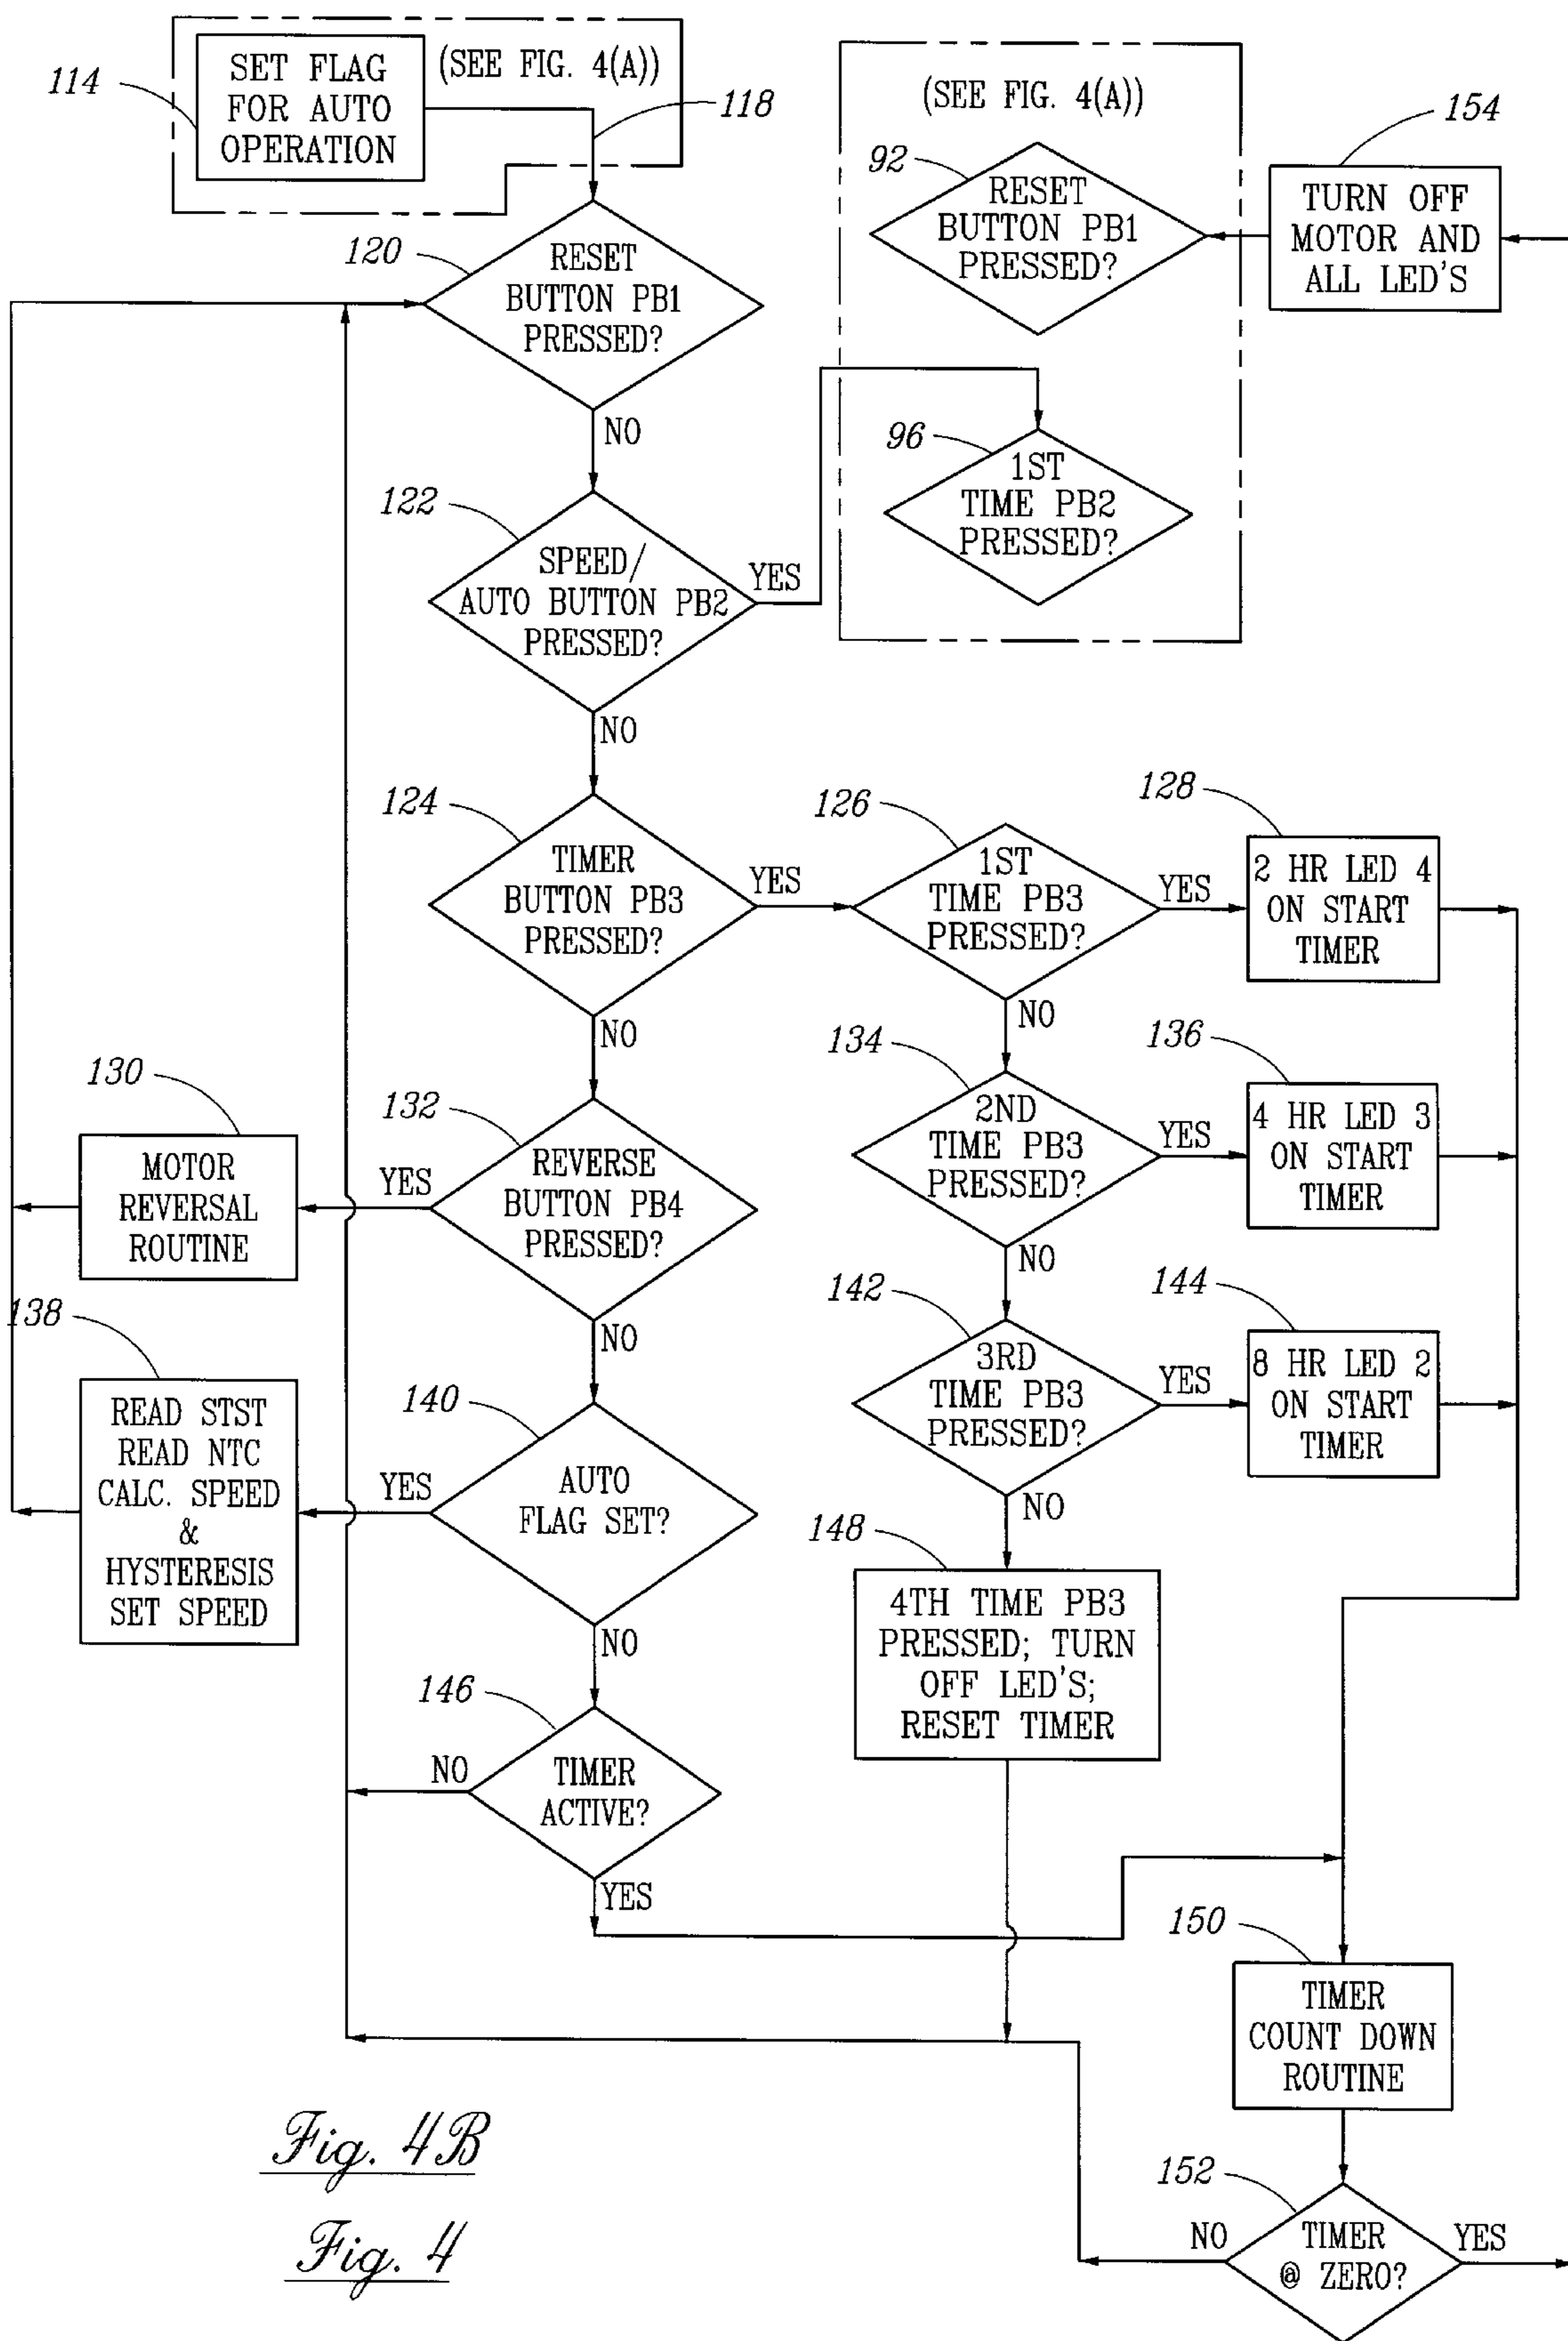 114
SET FLAG
FOR AUTO
OPERATION
(SEE FIG. 4(A))
118
(SEE FIG. 4(A))
92
RESET
BUTTON PB1
PRESSED?
154
TURN OFF
MOTOR AND
ALL LED'S
120
RESET
BUTTON PB1
PRESSED?
NO
96
1ST
TIME PB2
PRESSED?
122
SPEED/
AUTO BUTTON PB2
PRESSED?
YES
NO
124
TIMER
BUTTON PB3
PRESSED?
YES
NO
126
1ST
TIME PB3
PRESSED?
YES
NO
128
2 HR LED 4
ON START
TIMER
130
MOTOR
REVERSAL
ROUTINE
132
REVERSE
BUTTON PB4
PRESSED?
YES
NO
134
2ND
TIME PB3
PRESSED?
YES
NO
136
4 HR LED 3
ON START
TIMER
138
READ STST
READ NTC
CALC. SPEED
&
HYSTERESIS
SET SPEED
140
AUTO
FLAG SET?
YES
NO
142
3RD
TIME PB3
PRESSED?
YES
NO
144
8 HR LED 2
ON START
TIMER
146
TIMER
ACTIVE?
NO
YES
148
4TH TIME PB3
PRESSED; TURN
OFF LED'S;
RESET TIMER
150
TIMER
COUNT DOWN
ROUTINE
152
TIMER
@ ZERO?
NO
YES
Fig. 4B
Fig. 4